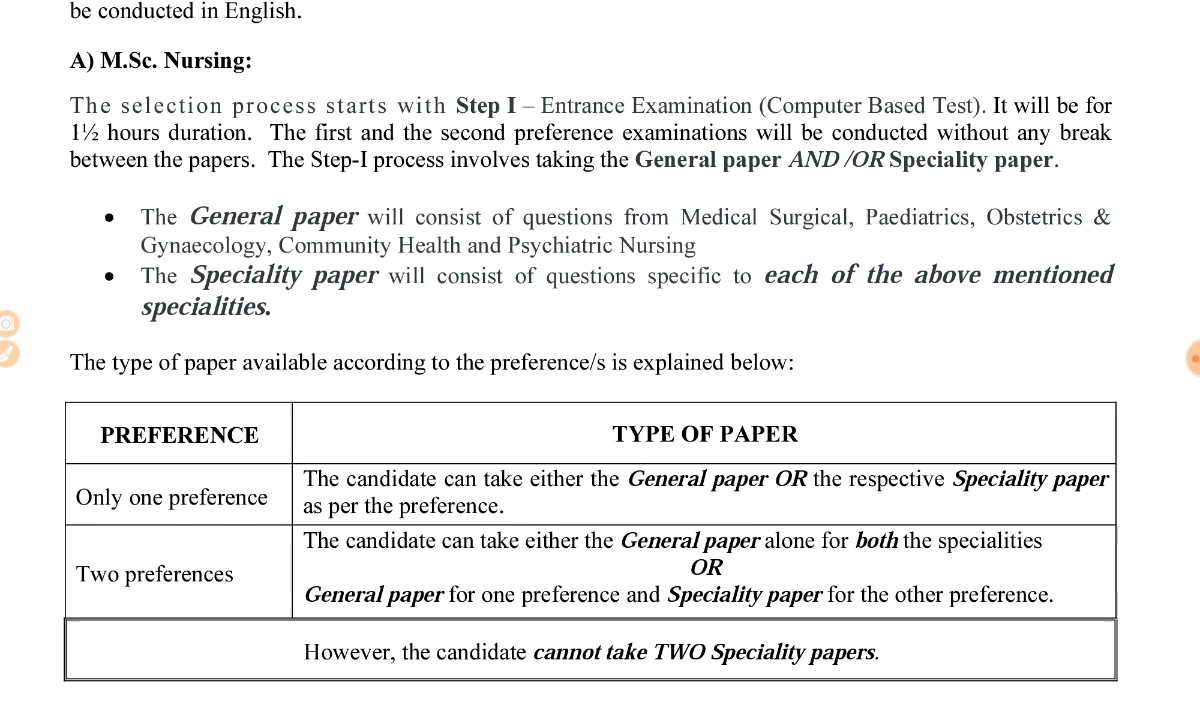 be conducted in English.
A) M.Sc. Nursing:
The selection process starts with Step I – Entrance Examination (Computer Based Test). It will be for
1½ hours duration. The first and the second preference examinations will be conducted without any break
between the papers. The Step-I process involves taking the General paper AND /OR Speciality paper.
• The General paper will consist of questions from Medical Surgical, Paediatrics, Obstetrics &
Gynaecology, Community Health and Psychiatric Nursing
• The Speciality paper will consist of questions specific to each of the above mentioned
specialities.
The type of paper available according to the preference/s is explained below:
PREFERENCE
TYPE OF PAPER
Only one preference
The candidate can take either the General paper OR the respective Speciality paper
as per the preference.
Two preferences
The candidate can take either the General paper alone for both the specialities
OR
General paper for one preference and Speciality paper for the other preference.
However, the candidate cannot take TWO Speciality papers.